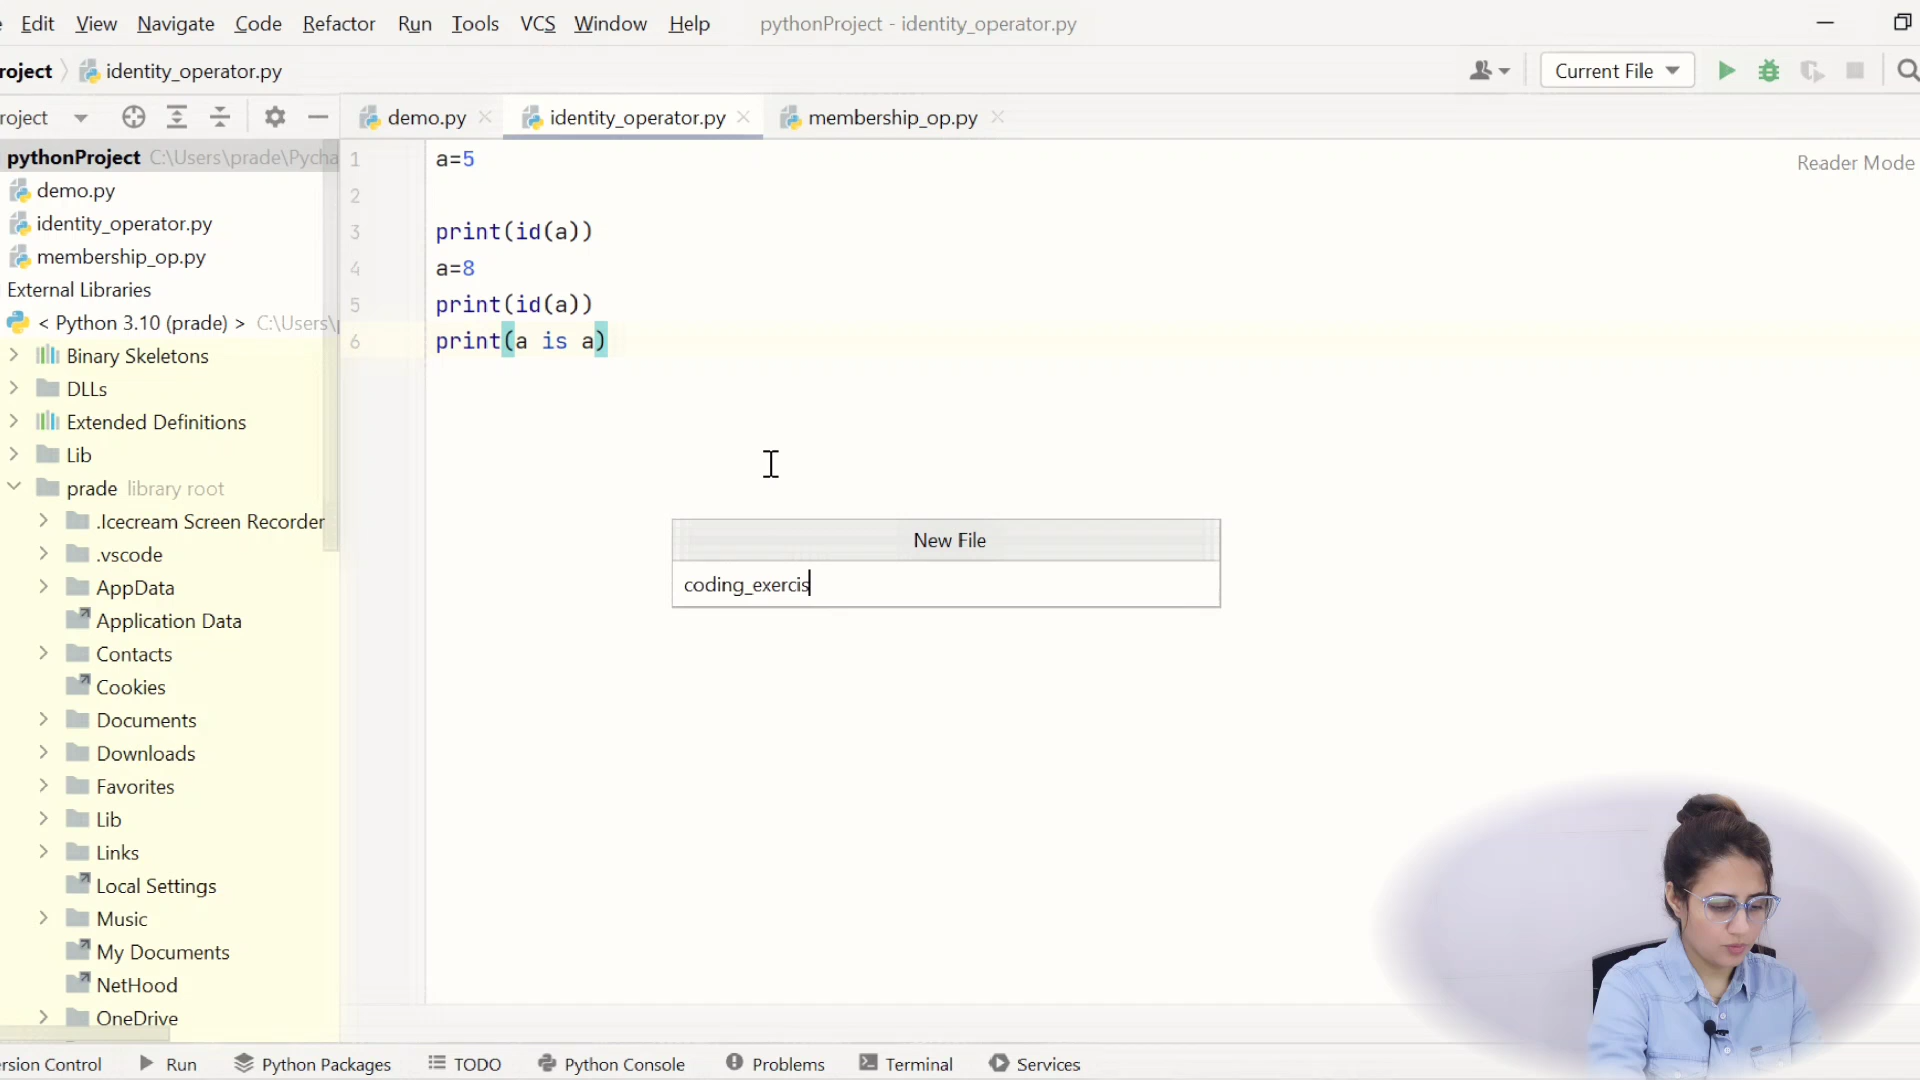 Edit View Navigate Code Refactor Run Tools VCS Window Help pythonProject - identity_operator.py
roject identity_operator.py Current File
roject demo.py identity_operator.py membership_op.py
pythonProject C:\Users\prade\Pycha
demo.py
identity_operator.py
membership_op.py
External Libraries
< Python 3.10 (prade) > C:\Users\
Binary Skeletons
DLLs
Extended Definitions
Lib
prade library root
.Icecream Screen Recorder
.vscode
AppData
Application Data
Contacts
Cookies
Documents
Downloads
Favorites
Lib
Links
Local Settings
Music
My Documents
NetHood
OneDrive
Reader Mode
1 a=5
2
3 print(id(a))
4 a=8
5 print(id(a))
6 print(a is a)
New File
coding_exercis
ersion Control Run Python Packages TODO Python Console Problems Terminal Services